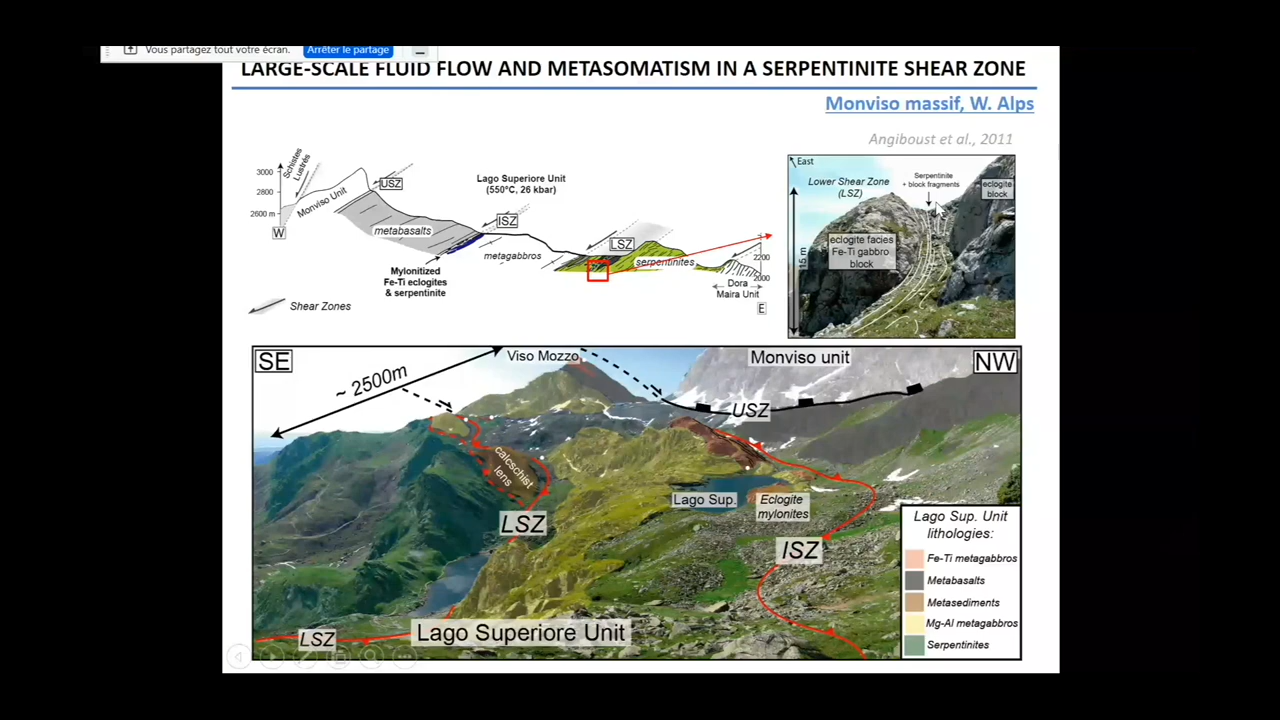 Vous partagez tout votre écran.
Arrêter le partage
LARGE-SCALE FLUID FLOW AND METASOMATISM IN A SERPENTINITE SHEAR ZONE
Monviso massif, W. Alps
Angiboust et al., 2011
3000
2800
2600 m
W
Schistes
Lustrés
Monviso Unit
USZ
metabasalts
Mylonitized
Fe-Ti eclogites
& serpentinite
Shear Zones
Lago Superiore Unit
(550°C, 26 kbar)
ISZ
metagabbros
LSZ
serpentinites
2200
2000
Dora
Maira Unit
E
East
Lower Shear Zone
(LSZ)
Serpentinite
+ block fragments
eclogite
block
eclogite facies
Fe-Ti gabbro
block
15 m
SE
~ 2500m
Viso Mozzo
Monviso unit
NW
USZ
calcschist
lens
LSZ
Lago Sup.
Eclogite
mylonites
ISZ
LSZ
Lago Superiore Unit
Lago Sup. Unit
lithologies:
Fe-Ti metagabbros
Metabasalts
Metasediments
Mg-Al metagabbros
Serpentinites